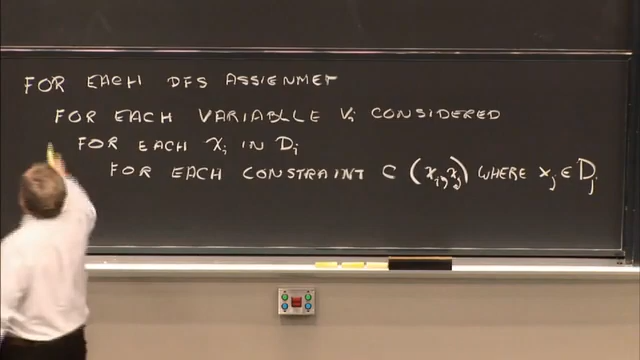 FOR EACH DFS ASSIGNMET
FOR EACH VARIABLLE Vi CONSIDERED
FOR EACH Xi IN Di
FOR EACH CONSTRAINT C (xi, xj) WHERE xj ∈ Dj